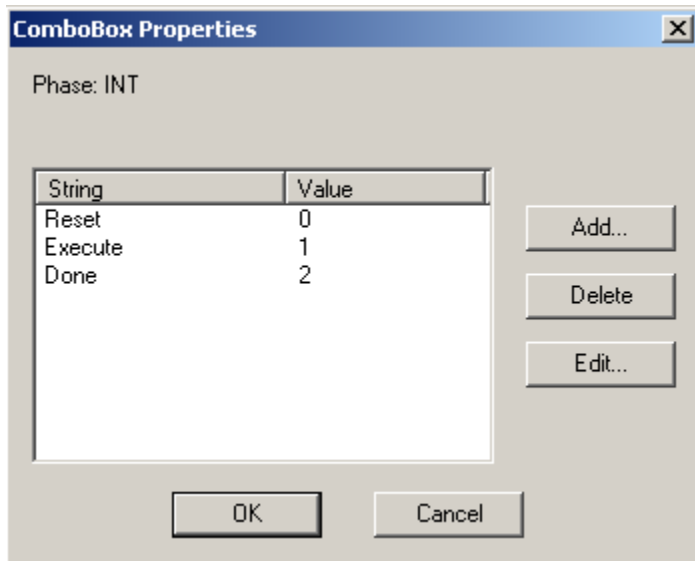 ComboBox Properties
Phase: INT
String Value
Reset 0
Execute 1
Done 2
Add...
Delete
Edit...
OK Cancel